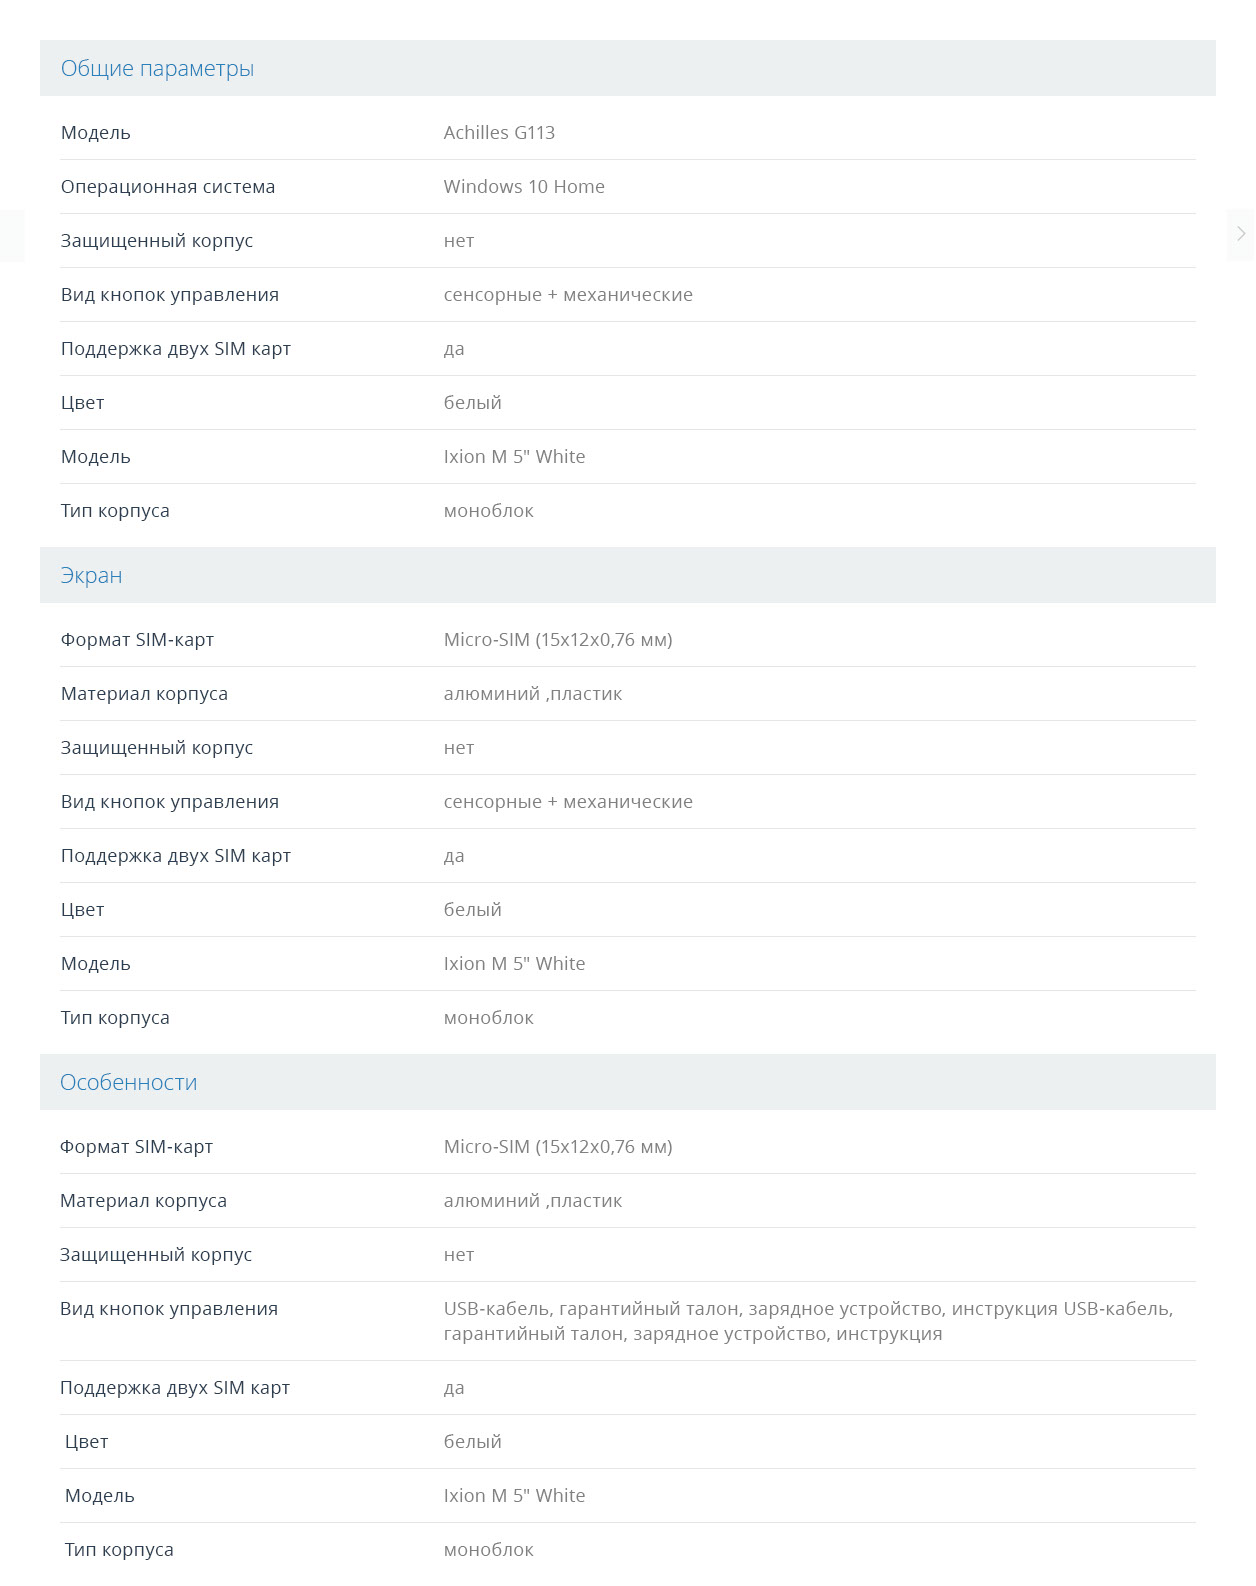 Общие параметры
Модель Achilles G113
Операционная система Windows 10 Home
Защищенный корпус нет
Вид кнопок управления сенсорные + механические
Поддержка двух SIM карт да
Цвет белый
Модель Ixion M 5" White
Тип корпуса моноблок
Экран
Формат SIM-карт Micro-SIM (15x12x0,76 мм)
Материал корпуса алюминий ,пластик
Защищенный корпус нет
Вид кнопок управления сенсорные + механические
Поддержка двух SIM карт да
Цвет белый
Модель Ixion M 5" White
Тип корпуса моноблок
Особенности
Формат SIM-карт Micro-SIM (15x12x0,76 мм)
Материал корпуса алюминий ,пластик
Защищенный корпус нет
Вид кнопок управления USB-кабель, гарантийный талон, зарядное устройство, инструкция USB-кабель,
гарантийный талон, зарядное устройство, инструкция
Поддержка двух SIM карт да
Цвет белый
Модель Ixion M 5" White
Тип корпуса моноблок